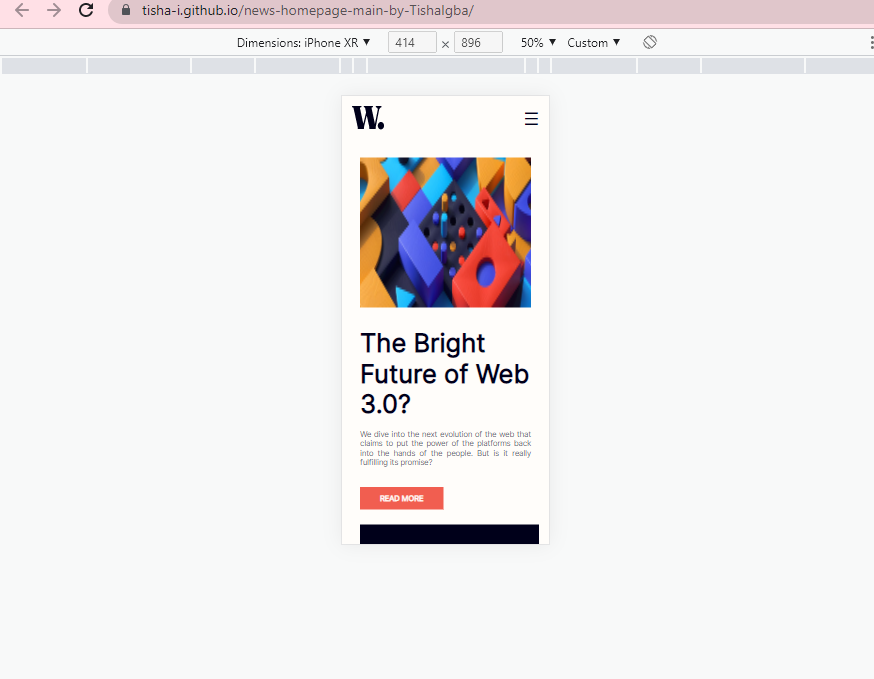 tisha-i.github.io/news-homepage-main-by-TishaIgba/
Dimensions: iPhone XR ▼ 414 × 896 50% ▼ Custom ▼
W.
The Bright
Future of Web
3.0?
We dive into the next evolution of the web that
claims to put the power of the platforms back
into the hands of the people. But is it really
fulfilling its promise?
READ MORE